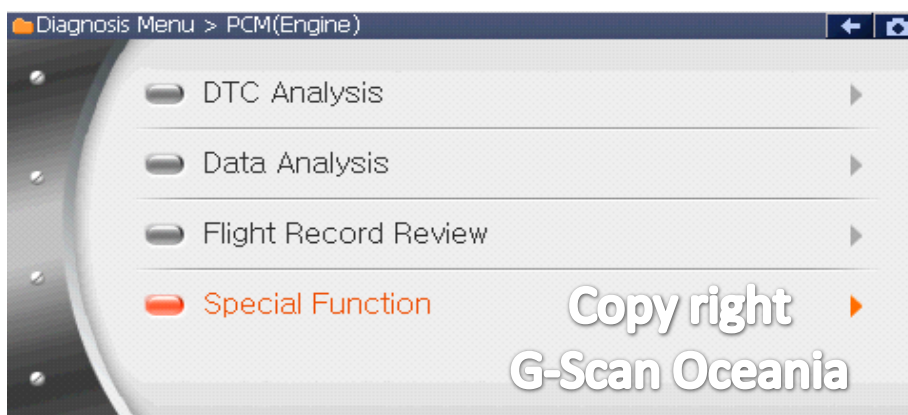 Diagnosis Menu > PCM(Engine)
DTC Analysis
Data Analysis
Flight Record Review
Special Function
Copy right
G-Scan Oceania